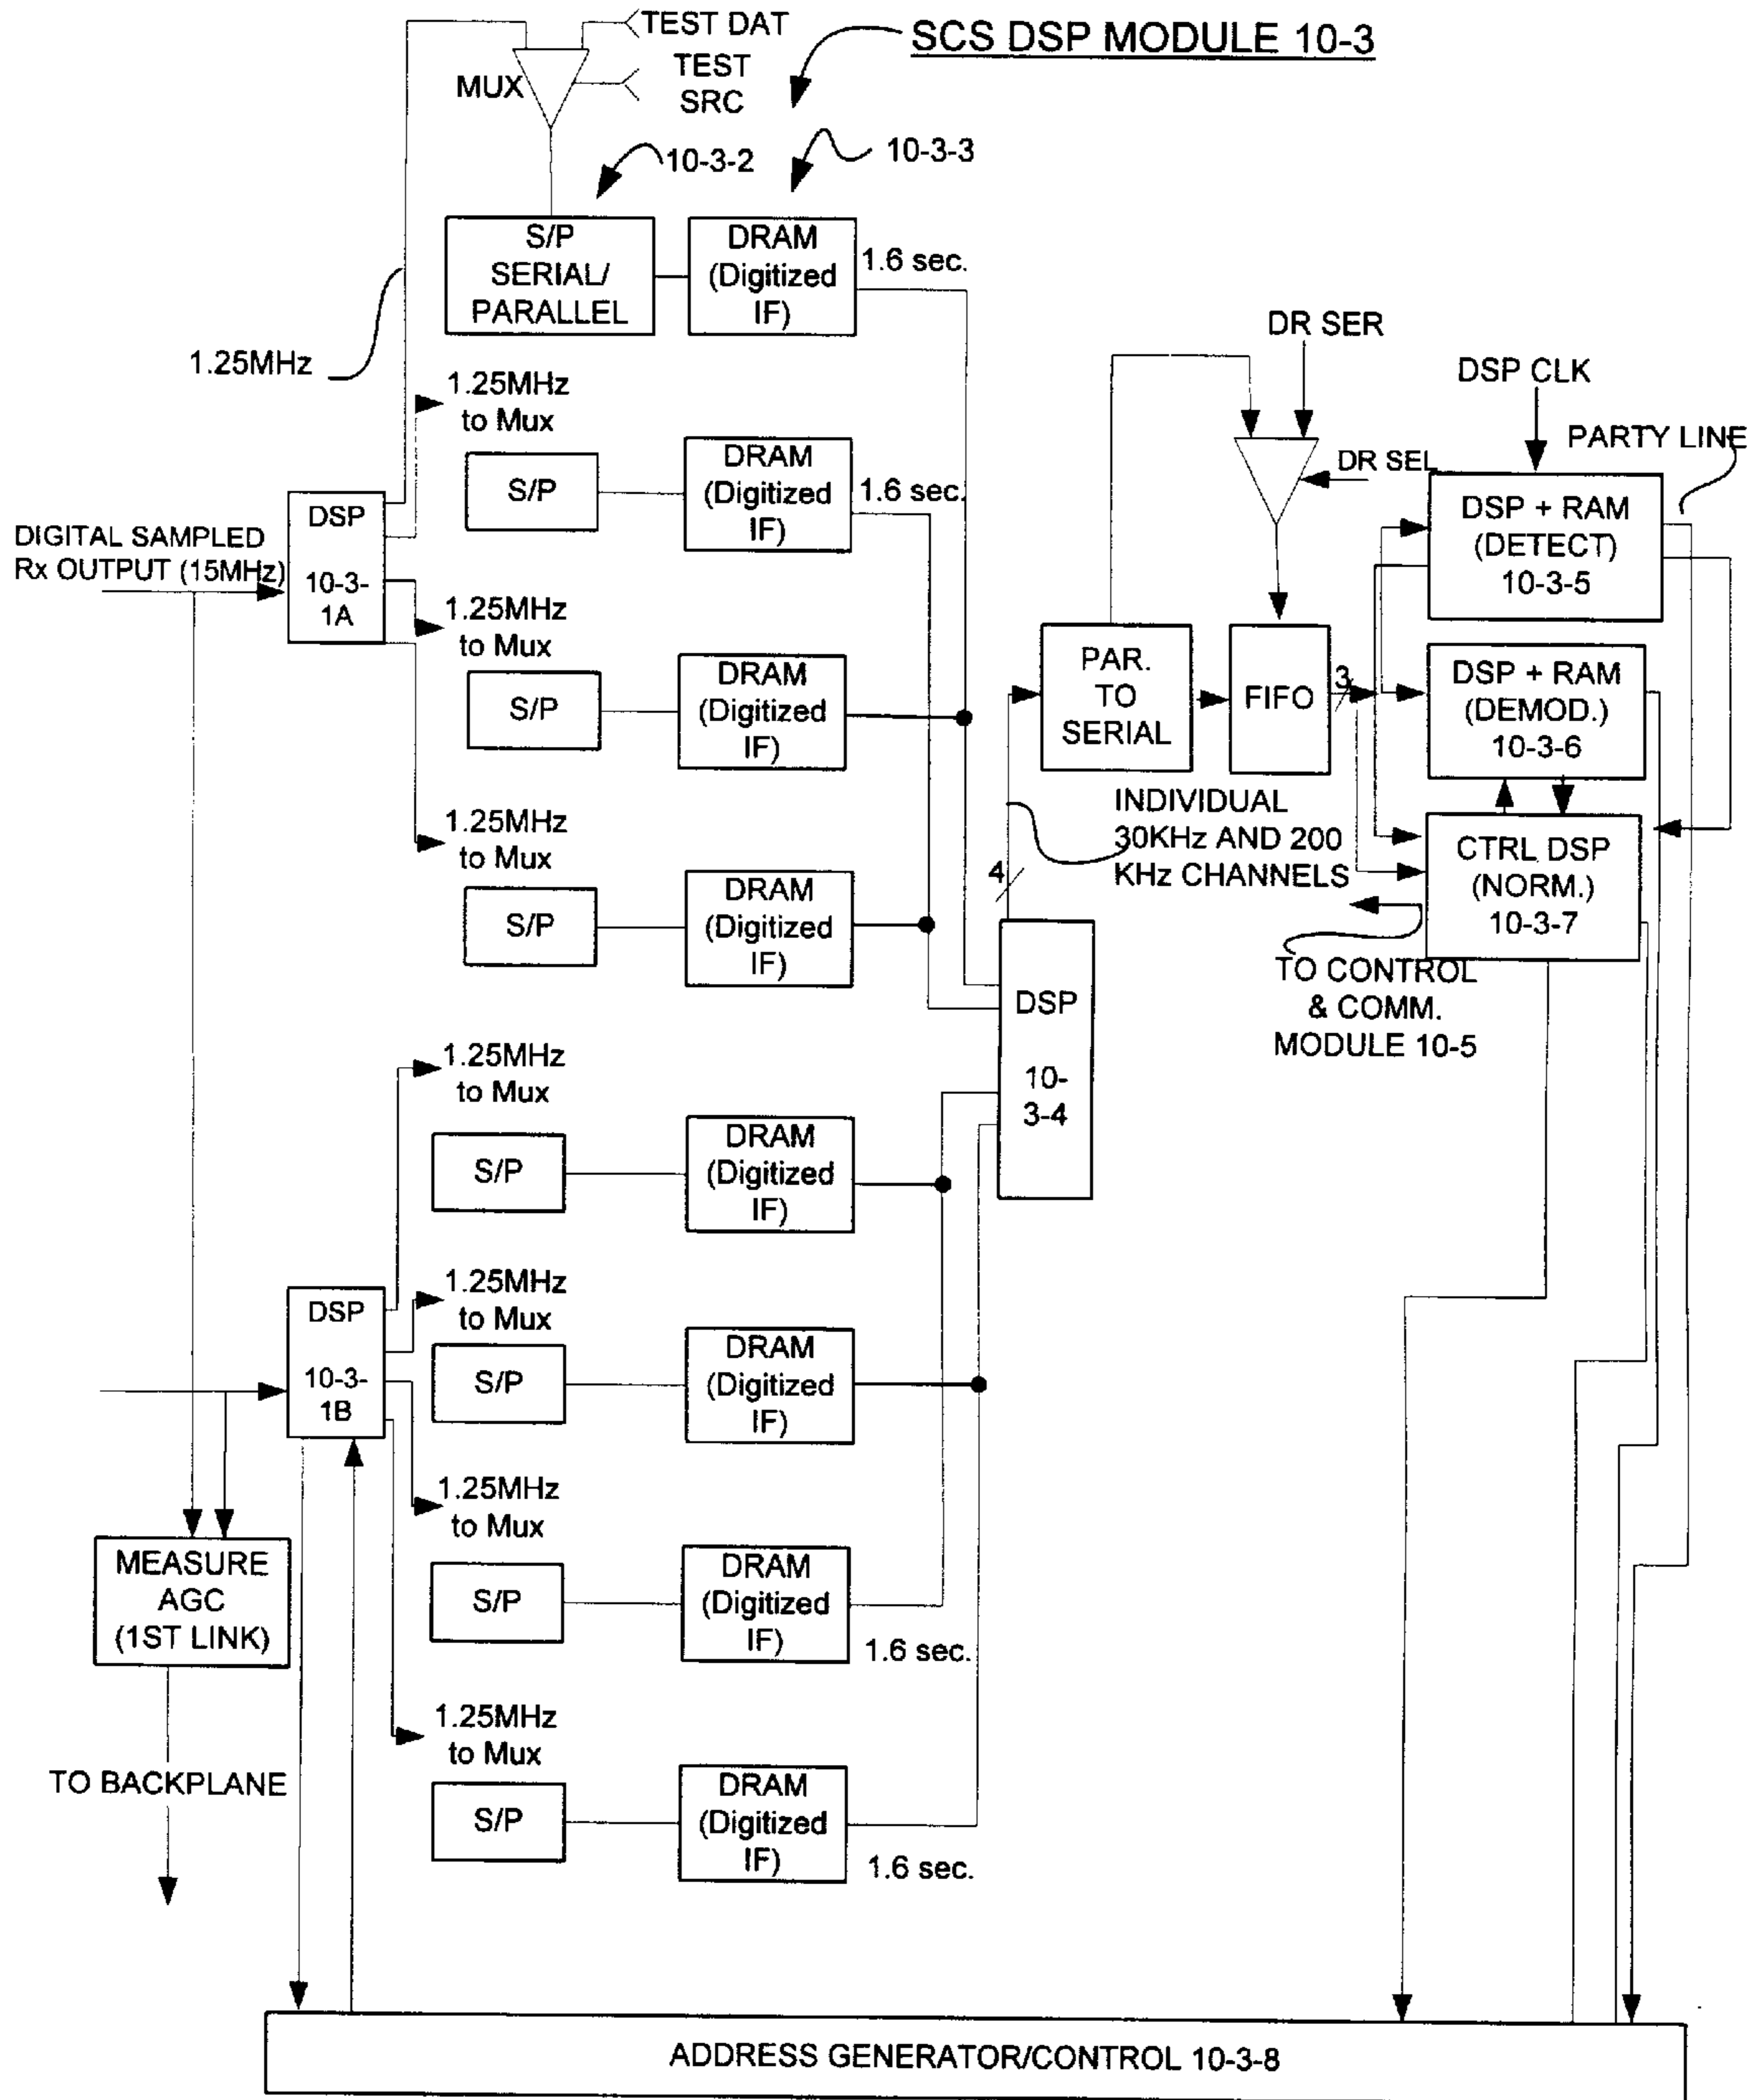 TEST DAT
SCS DSP MODULE 10-3
MUX
TEST
SRC
10-3-2
10-3-3
S/P
SERIAL/
PARALLEL
DRAM
(Digitized
IF)
1.6 sec.
1.25MHz
DR SER
DSP CLK
PARTY LINE
1.25MHz
to Mux
S/P
DRAM
(Digitized
IF)
1.6 sec.
DR SEL
DSP + RAM
(DETECT)
10-3-5
DIGITAL SAMPLED
Rx OUTPUT (15MHz)
DSP
10-3-
1A
1.25MHz
to Mux
S/P
DRAM
(Digitized
IF)
PAR.
TO
SERIAL
FIFO
3
DSP + RAM
(DEMOD.)
10-3-6
INDIVIDUAL
30KHz AND 200
KHz CHANNELS
4
1.25MHz
to Mux
S/P
DRAM
(Digitized
IF)
CTRL DSP
(NORM.)
10-3-7
TO CONTROL
& COMM.
MODULE 10-5
DSP
10-
3-4
1.25MHz
to Mux
S/P
DRAM
(Digitized
IF)
DSP
10-3-
1B
1.25MHz
to Mux
S/P
DRAM
(Digitized
IF)
1.25MHz
to Mux
S/P
DRAM
(Digitized
IF)
1.6 sec.
MEASURE
AGC
(1ST LINK)
1.25MHz
to Mux
S/P
DRAM
(Digitized
IF)
1.6 sec.
TO BACKPLANE
ADDRESS GENERATOR/CONTROL 10-3-8